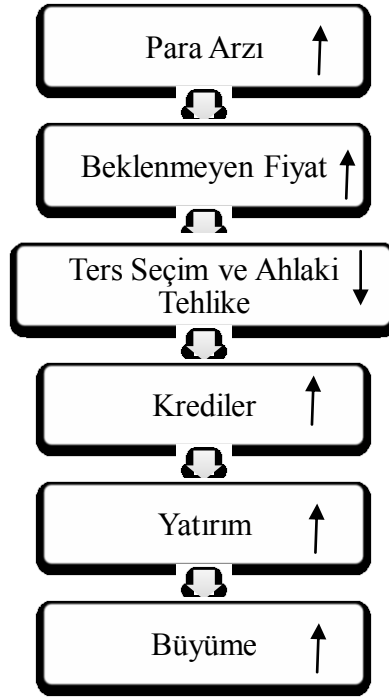 Para Arzı
Beklenmeyen Fiyat
Ters Seçim ve Ahlaki
Tehlike
Krediler
Yatırım
Büyüme